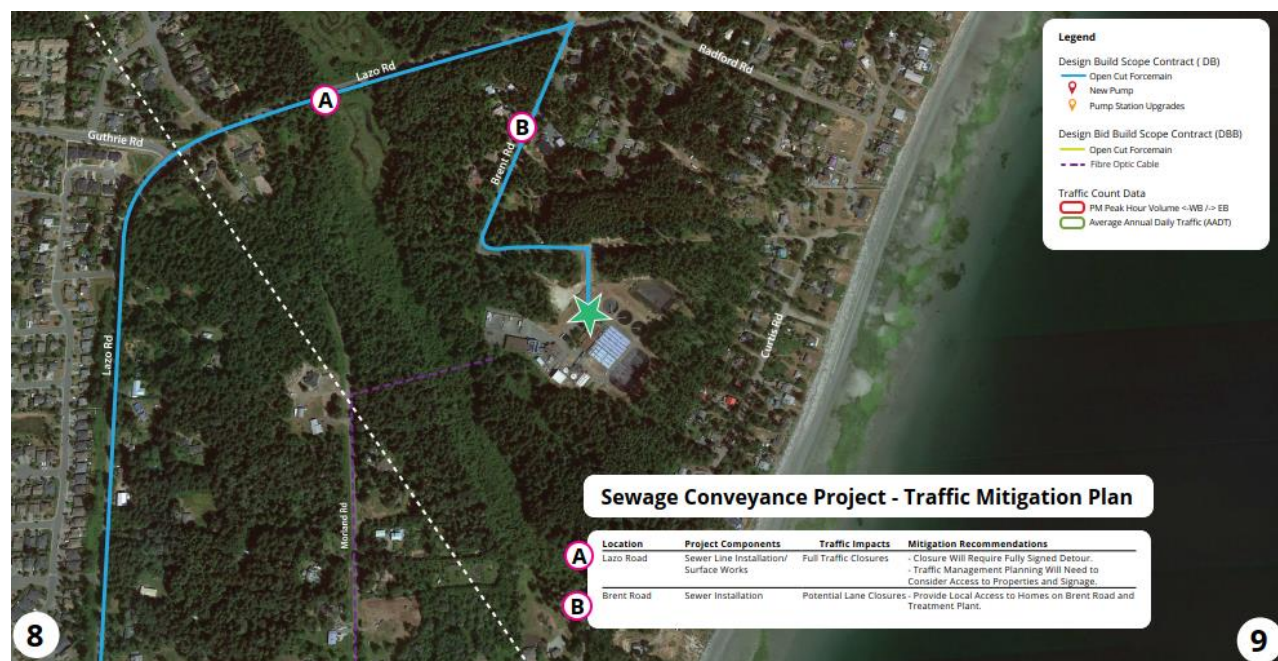 Radford Rd
Lazo Rd
A
B
Guthrie Rd
Brent Rd
Lazo Rd
Curtis Rd
Morland Rd
Legend
Design Build Scope Contract ( DB)
Open Cut Forcemain
New Pump
Pump Station Upgrades
Design Bid Build Scope Contract (DBB)
Open Cut Forcemain
Fibre Optic Cable
Traffic Count Data
PM Peak Hour Volume <-WB /-> EB
Average Annual Daily Traffic (AADT)
Sewage Conveyance Project - Traffic Mitigation Plan
Location Project Components Traffic Impacts Mitigation Recommendations
A Lazo Road Sewer Line Installation/ Full Traffic Closures - Closure Will Require Fully Signed Detour.
Surface Works - Traffic Management Planning Will Need to
Consider Access to Properties and Signage.
B Brent Road Sewer Installation Potential Lane Closures - Provide Local Access to Homes on Brent Road and
Treatment Plant.
8
9